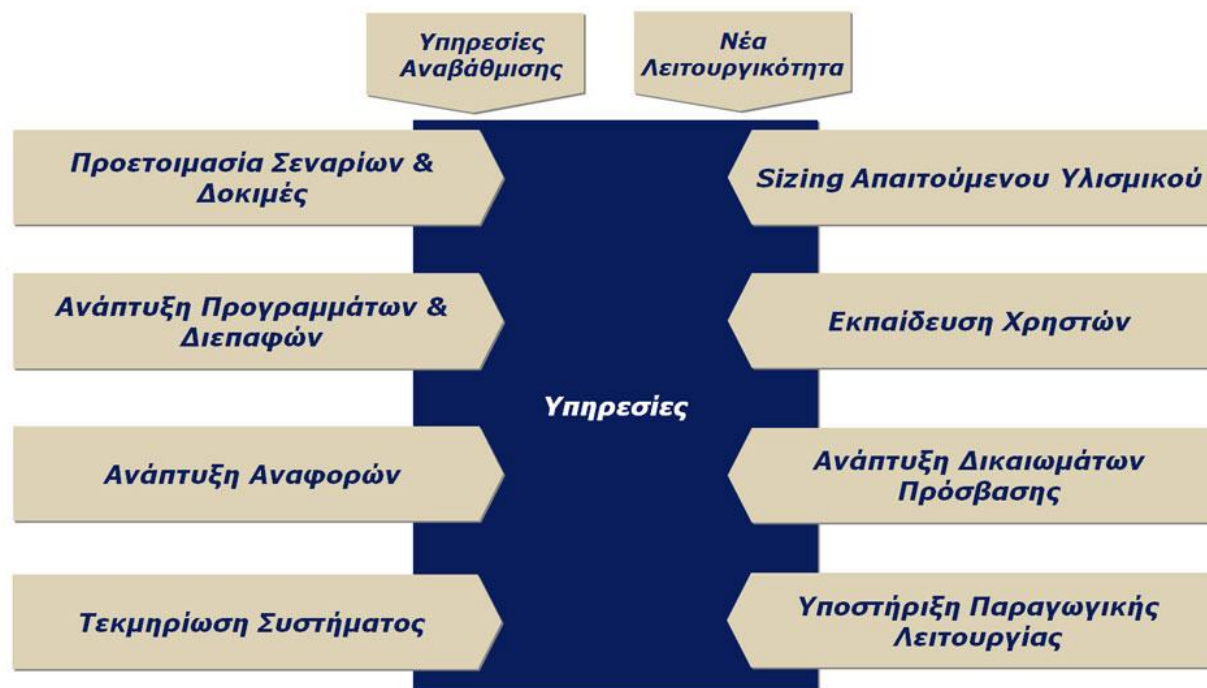 Υπηρεσίες
Αναβάθμισης
Νέα
Λειτουργικότητα
Προετοιμασία Σεναρίων &
Δοκιμές
Sizing Απαιτούμενου Υλισμικού
Ανάπτυξη Προγραμμάτων &
Διεπαφών
Εκπαίδευση Χρηστών
Υπηρεσίες
Ανάπτυξη Αναφορών
Ανάπτυξη Δικαιωμάτων
Πρόσβασης
Τεκμηρίωση Συστήματος
Υποστήριξη Παραγωγικής
Λειτουργίας